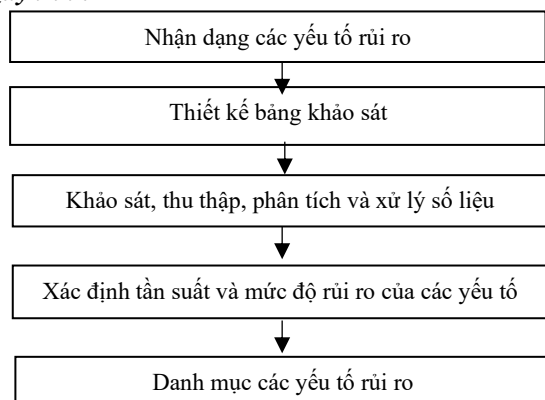 Nhận dạng các yếu tố rủi ro
Thiết kế bảng khảo sát
Khảo sát, thu thập, phân tích và xử lý số liệu
Xác định tần suất và mức độ rủi ro của các yếu tố
Danh mục các yếu tố rủi ro